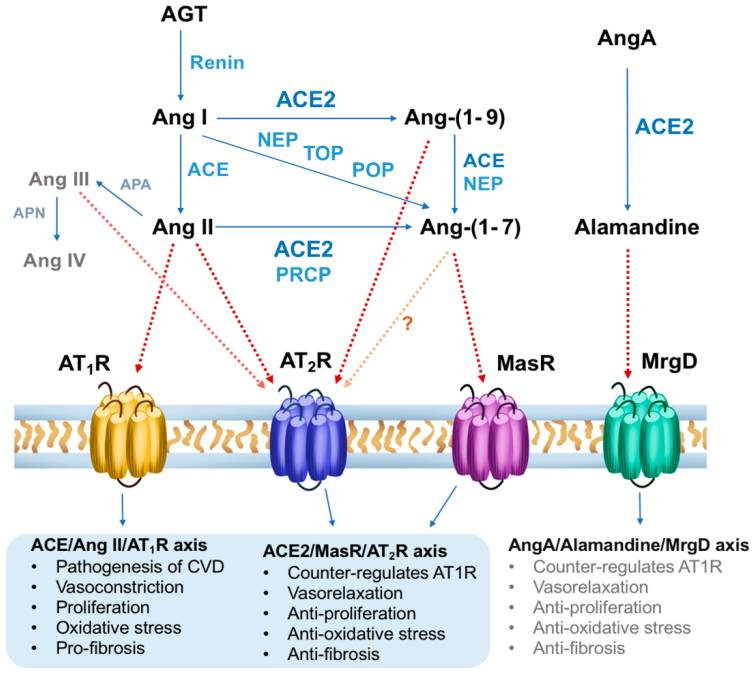 AGT
AngA
Renin
Ang I
ACE2
Ang-(1-9)
ACE2
NEP
TOP
POP
ACE
ACE
NEP
Ang III
APA
APN
Ang II
ACE2
PRCP
Ang-(1-7)
Alamandine
Ang IV
?
AT1R
AT2R
MasR
MrgD
ACE/Ang II/AT1R axis
• Pathogenesis of CVD
• Vasoconstriction
• Proliferation
• Oxidative stress
• Pro-fibrosis
ACE2/MasR/AT2R axis
• Counter-regulates AT1R
• Vasorelaxation
• Anti-proliferation
• Anti-oxidative stress
• Anti-fibrosis
AngA/Alamandine/MrgD axis
• Counter-regulates AT1R
• Vasorelaxation
• Anti-proliferation
• Anti-oxidative stress
• Anti-fibrosis